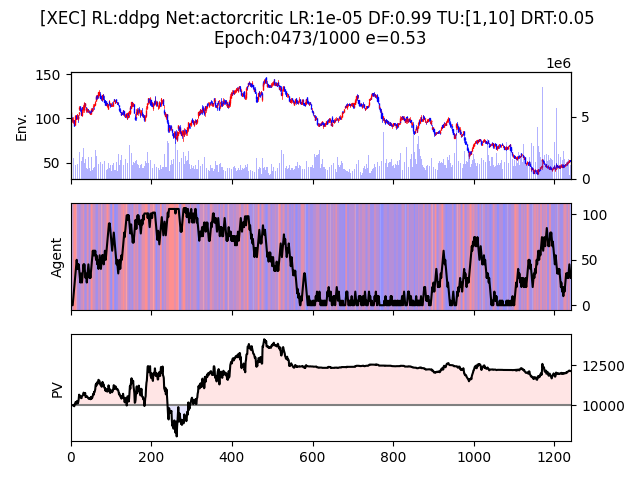 [XEC] RL:ddpg Net:actorcritic LR:1e-05 DF:0.99 TU:[1,10] DRT:0.05
Epoch:0473/1000 e=0.53
1e6
150
100
50
Env.
5
0
Agent
100
50
0
PV
12500
10000
0
200
400
600
800
1000
1200